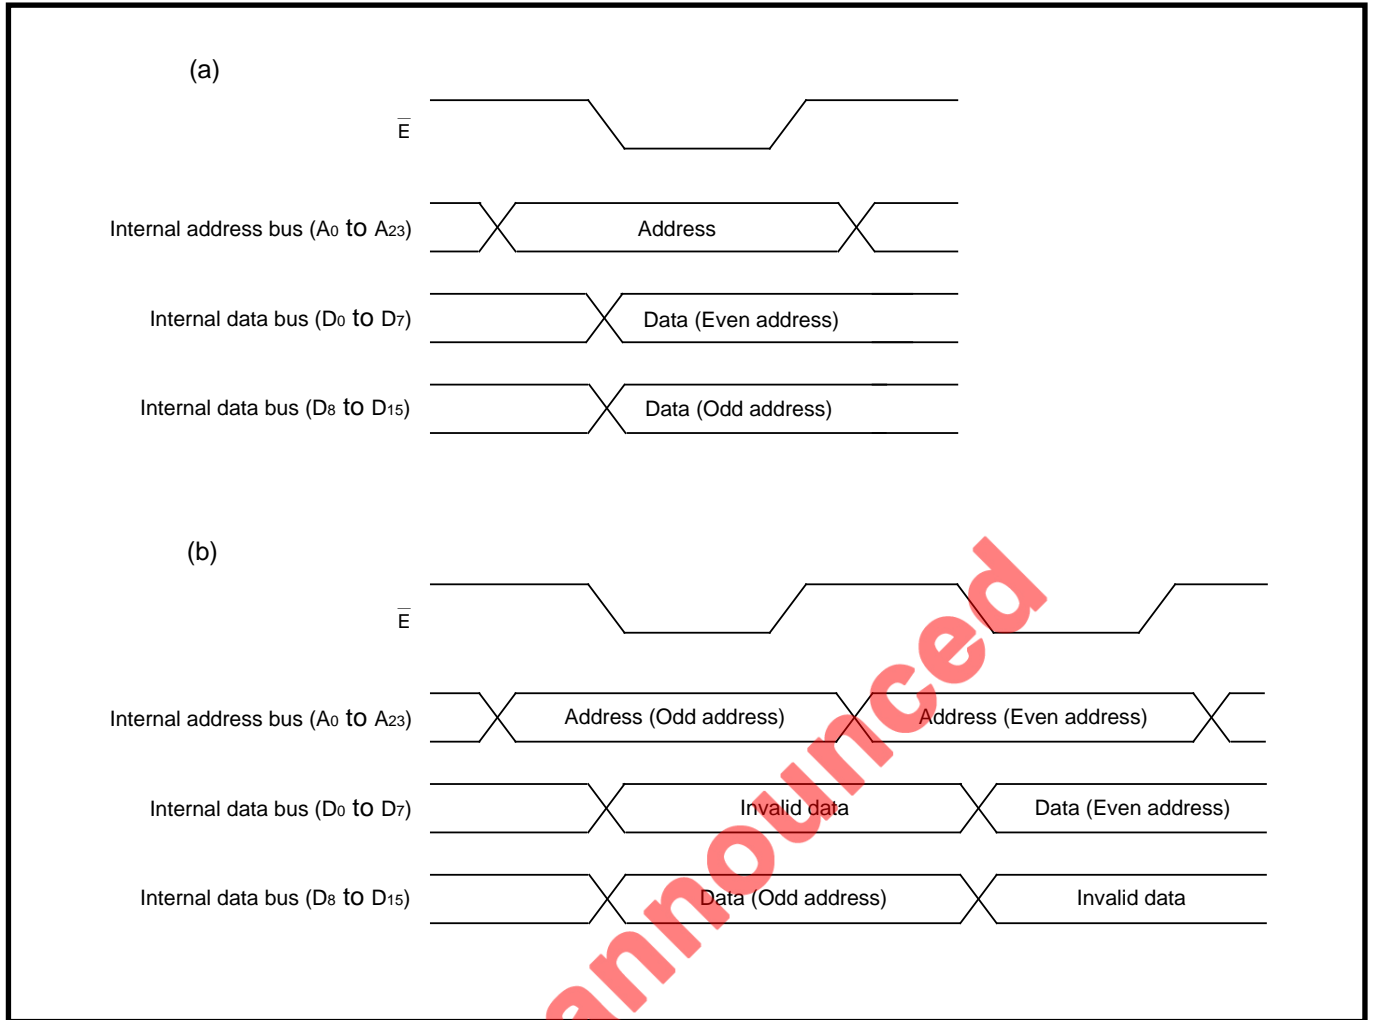 (a)
E̅
Internal address bus (A0 to A23)
Address
Internal data bus (D0 to D7)
Data (Even address)
Internal data bus (D8 to D15)
Data (Odd address)
(b)
E̅
Internal address bus (A0 to A23)
Address (Odd address)
Address (Even address)
Internal data bus (D0 to D7)
Invalid data
Data (Even address)
Internal data bus (D8 to D15)
Data (Odd address)
Invalid data
announced